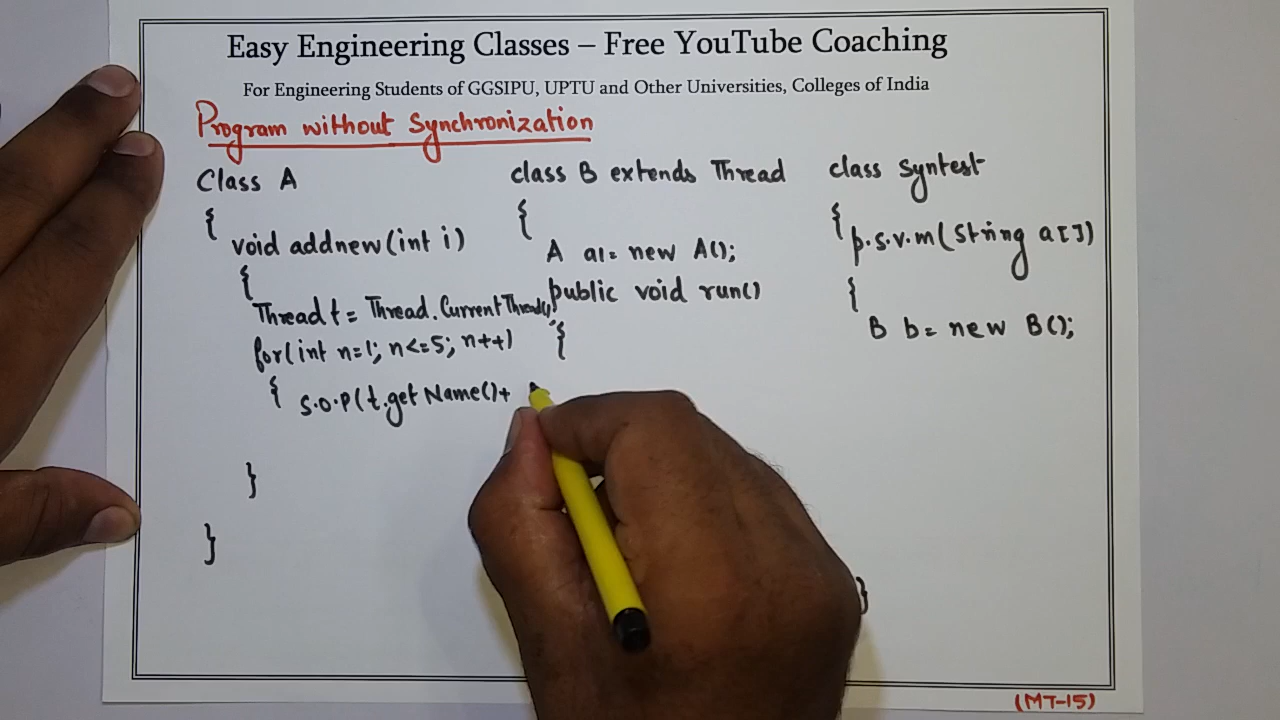 Easy Engineering Classes – Free YouTube Coaching
For Engineering Students of GGSIPU, UPTU and Other Universities, Colleges of India
Program without Synchronization
Class A
{
void addnew(int i)
{
Thread t = Thread.CurrentThread();
for(int n=1; n<=5; n++)
{ S.O.P(t.getName()+
}
}
class B extends Thread
{
A a1= new A();
public void run()
{
class Syntest
{ p.s.v.m(String a[])
{
B b= new B();
}
(MT-15)